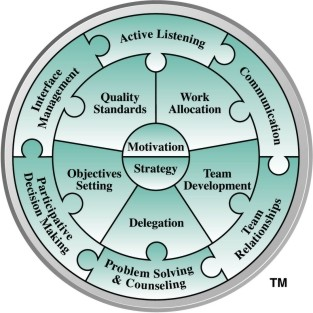 Active Listening
Communication
Team
Relationships
Problem Solving
& Counseling
Participative
Decision Making
Interface
Management
Quality
Standards
Work
Allocation
Team
Development
Delegation
Objectives
Setting
Motivation
Strategy
TM